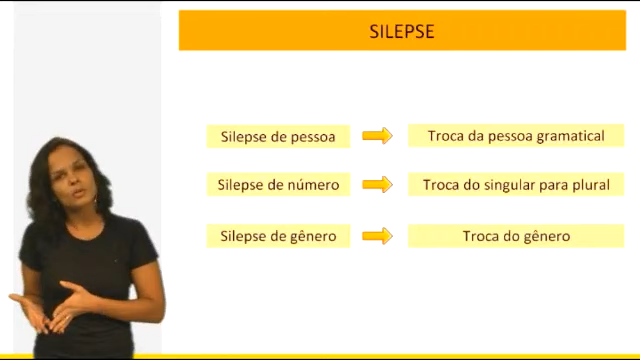 SILEPSE
Silepse de pessoa Troca da pessoa gramatical
Silepse de número Troca do singular para plural
Silepse de gênero Troca do gênero